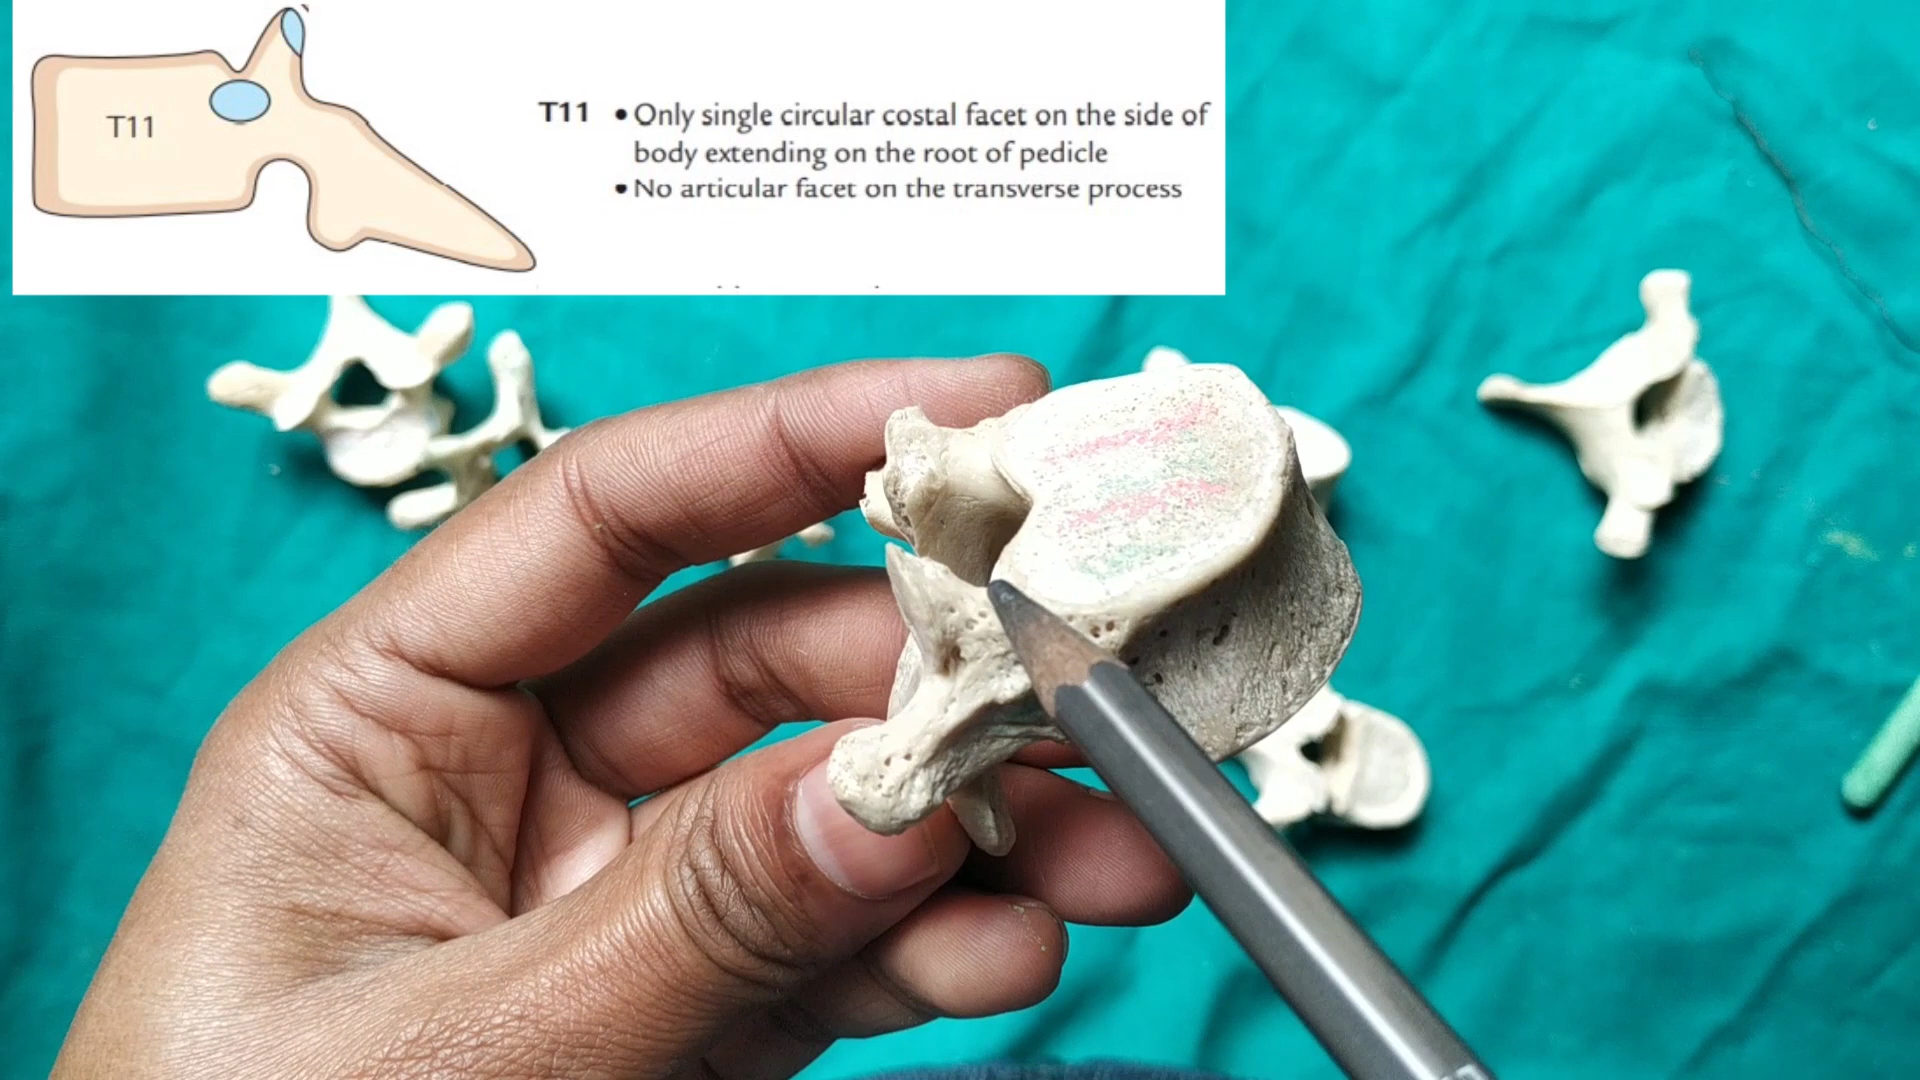 T11
T11 • Only single circular costal facet on the side of
body extending on the root of pedicle
• No articular facet on the transverse process